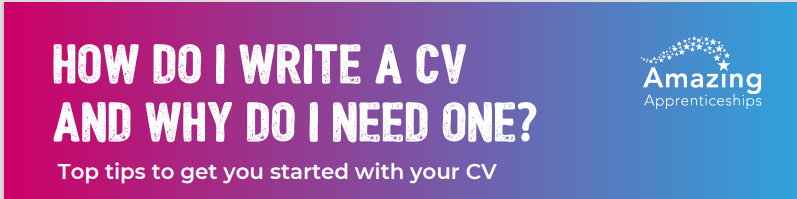 HOW DO I WRITE A CV
AND WHY DO I NEED ONE?
Top tips to get you started with your CV
Amazing
Apprenticeships